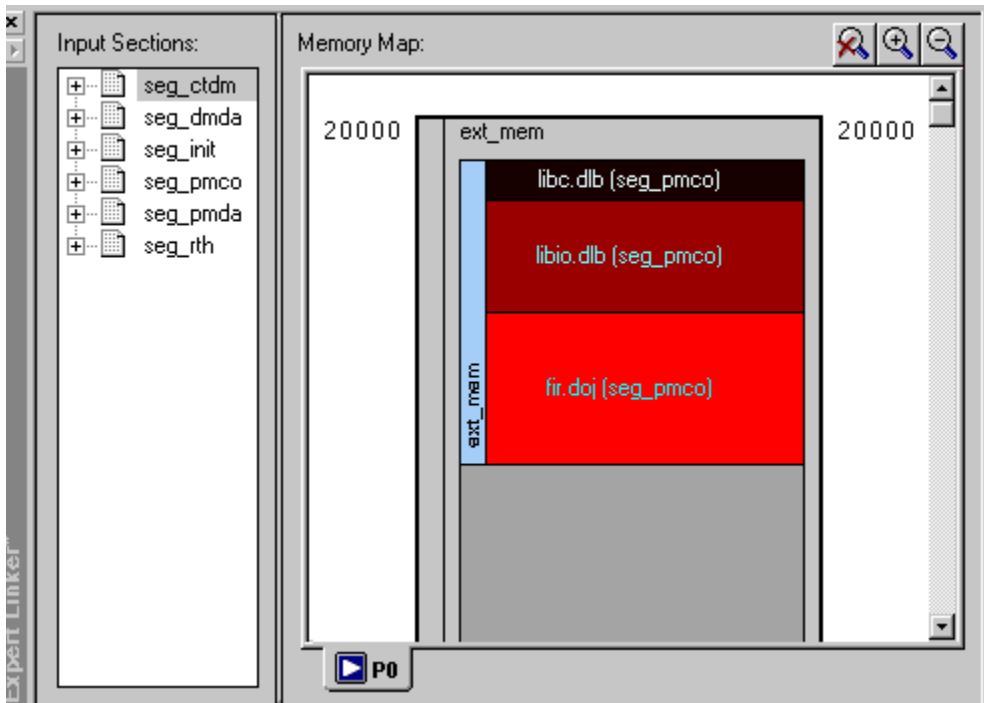 Input Sections:
seg_ctdm
seg_dmda
seg_init
seg_pmco
seg_pmda
seg_rth
Memory Map:
20000
ext_mem
20000
libc.dlb (seg_pmco)
libio.dlb (seg_pmco)
fir.doj (seg_pmco)
ext_mem
P0
Expert Linker"